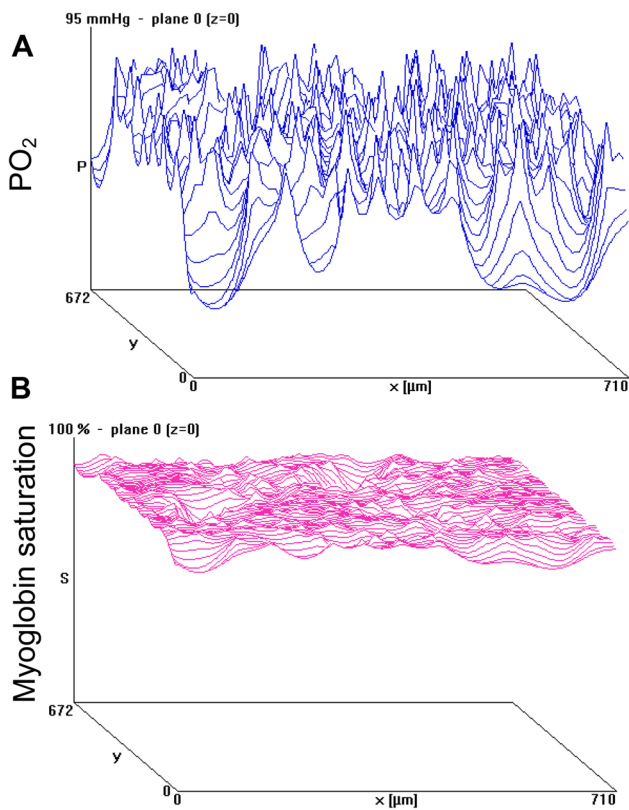 95 mmHg - plane 0 (z=0)
A
PO2
P
672
y
0
0
x [µm]
710
B
100 % - plane 0 (z=0)
Myoglobin saturation
S
672
y
0
0
x [µm]
710